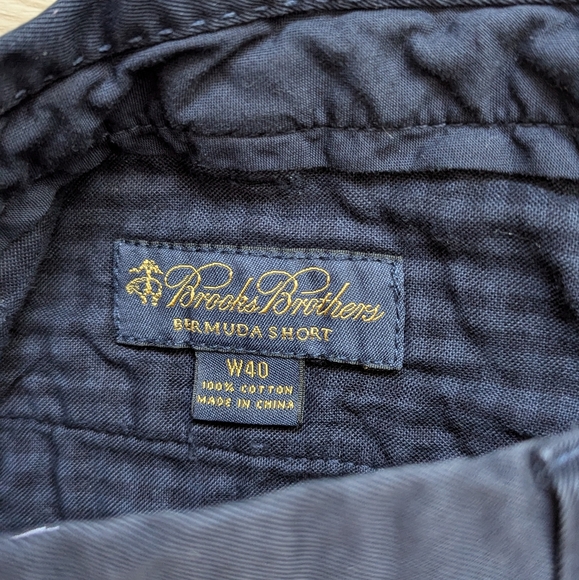 Brooks Brothers
BERMUDA SHORT
W40
100% COTTON
MADE IN CHINA